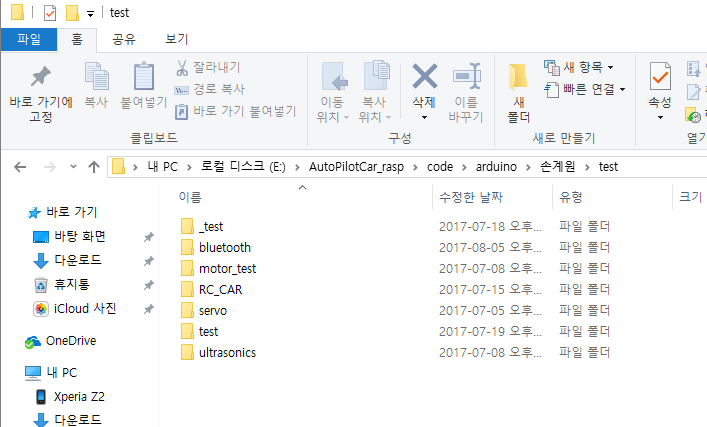 test
파일 홈 공유 보기
바로 가기에 고정
복사
붙여넣기
잘라내기
경로 복사
바로 가기 붙여넣기
클립보드
이동 위치
복사 위치
삭제
이름 바꾸기
구성
새 폴더
새 항목
빠른 연결
새로 만들기
속성
열기
내 PC > 로컬 디스크 (E:) > AutoPilotCar_rasp > code > arduino > 손계원 > test
이름 수정한 날짜 유형 크기
_test 2017-07-18 오후... 파일 폴더
bluetooth 2017-08-05 오후... 파일 폴더
motor_test 2017-07-08 오후... 파일 폴더
RC_CAR 2017-07-15 오후... 파일 폴더
servo 2017-07-05 오후... 파일 폴더
test 2017-07-19 오후... 파일 폴더
ultrasonics 2017-07-08 오후... 파일 폴더
바로 가기
바탕 화면
다운로드
휴지통
iCloud 사진
OneDrive
내 PC
Xperia Z2
다운로드